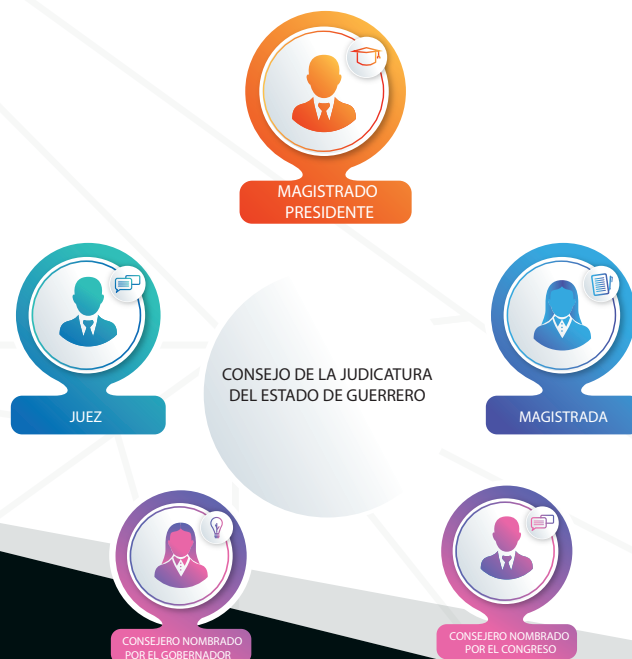 MAGISTRADO
PRESIDENTE
JUEZ
CONSEJO DE LA JUDICATURA
DEL ESTADO DE GUERRERO
MAGISTRADA
CONSEJERO NOMBRADO
POR EL GOBERNADOR
CONSEJERO NOMBRADO
POR EL CONGRESO